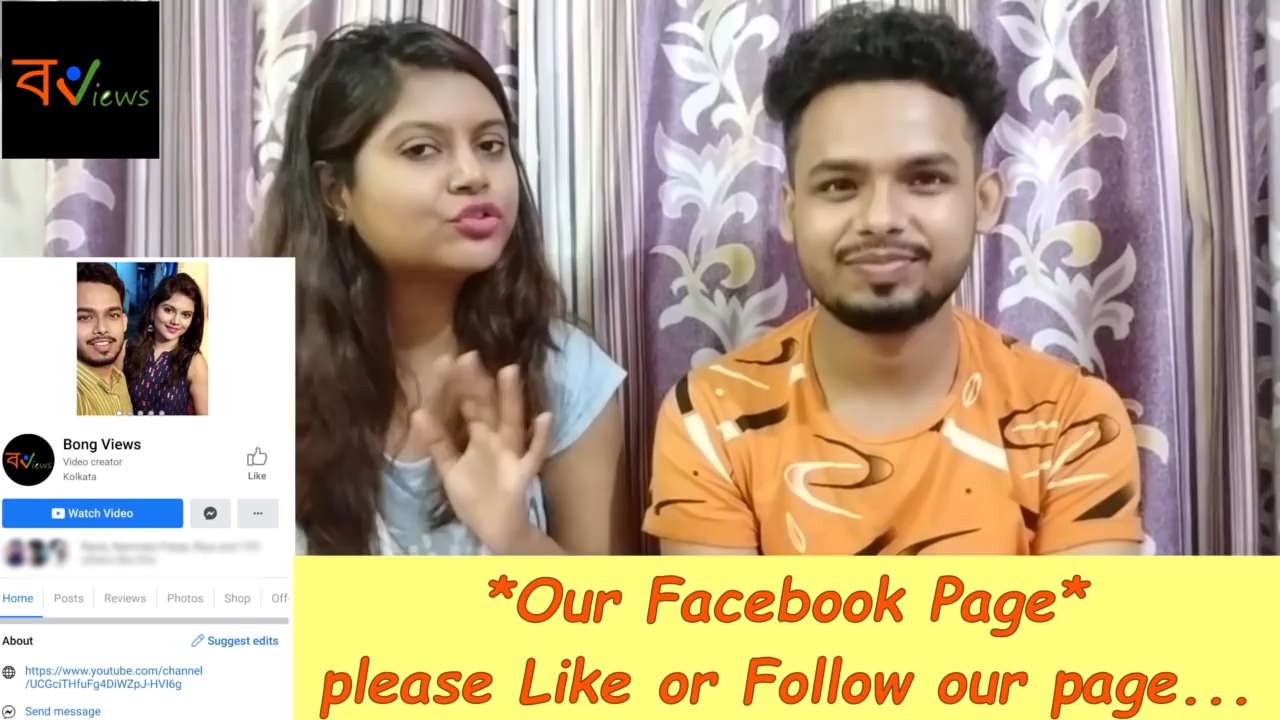 বViews
Bong Views
Video creator
Kolkata
Like
Watch Video
Home
Posts
Reviews
Photos
Shop
Off
About
Suggest edits
https://www.youtube.com/channel
/UCGciTHfuFg4DiWZpJ-HVI6g
Send message
*Our Facebook Page*
please Like or Follow our page...